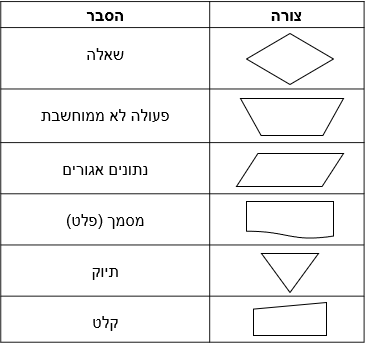 צורה
הסבר
שאלה
פעולה לא ממוחשבת
נתונים אגורים
מסמך (פלט)
תיוק
קלט